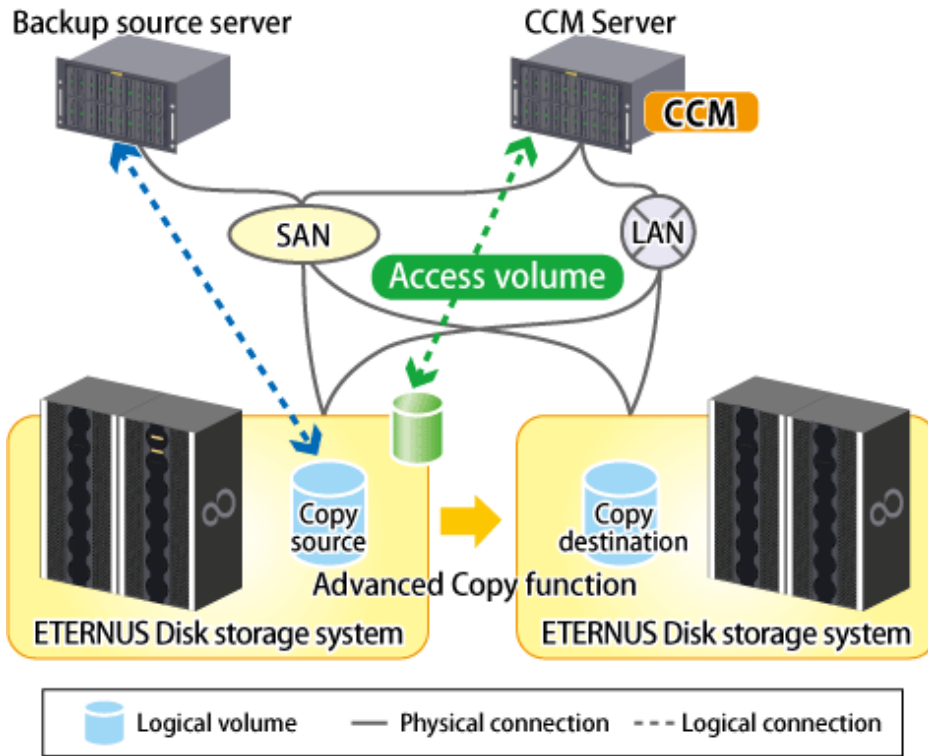 Backup source server
CCM Server
CCM
SAN
LAN
Access volume
Copy
source
Copy
destination
Advanced Copy function
ETERNUS Disk storage system
ETERNUS Disk storage system
Logical volume
Physical connection
Logical connection